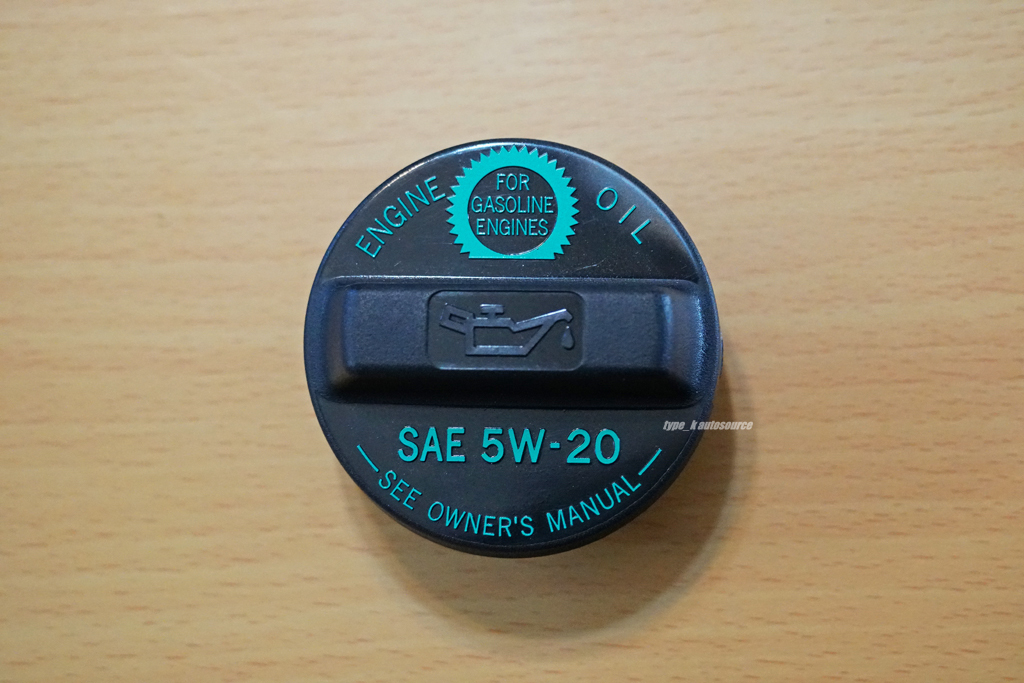 ENGINE OIL
FOR
GASOLINE
ENGINES
type_k autosource
SAE 5W-20
SEE OWNER'S MANUAL